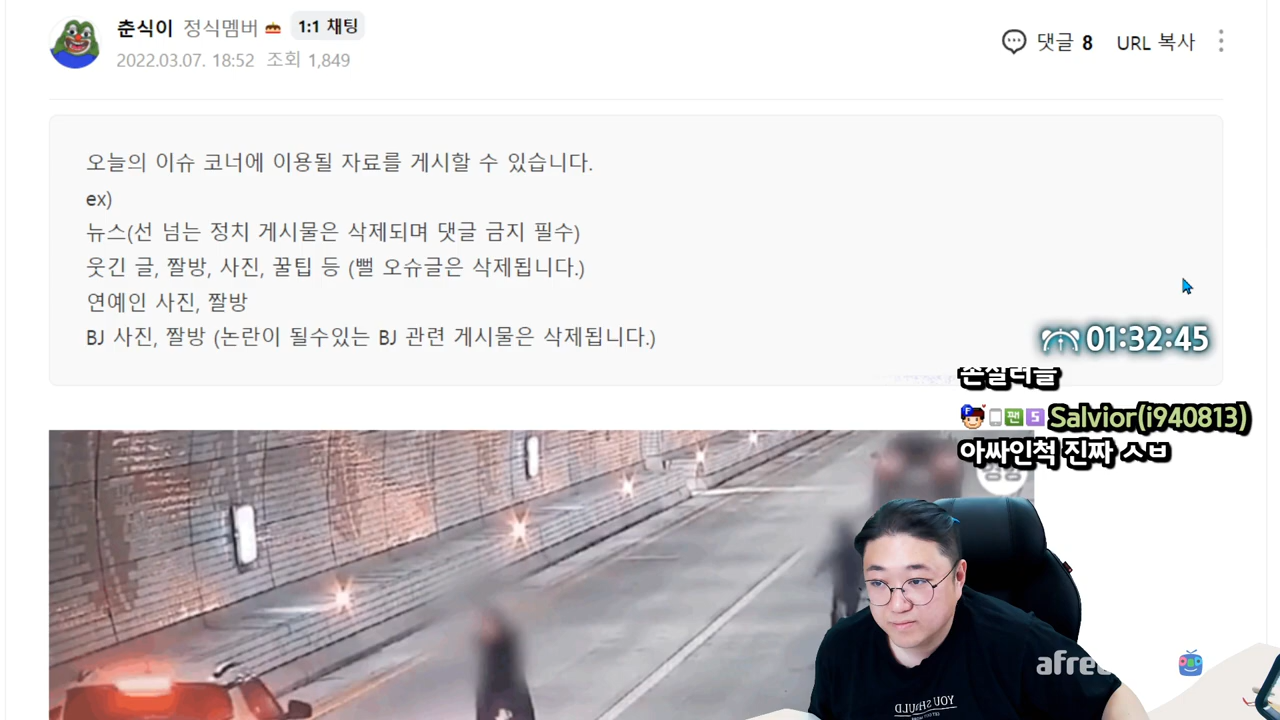 춘식이 정식멤버 1:1 채팅
2022.03.07. 18:52 조회 1,849
댓글 8 URL 복사
오늘의 이슈 코너에 이용될 자료를 게시할 수 있습니다.
ex)
뉴스(선 넘는 정치 게시물은 삭제되며 댓글 금지 필수)
웃긴 글, 짤방, 사진, 꿀팁 등 (뻘 오슈글은 삭제됩니다.)
연예인 사진, 짤방
BJ 사진, 짤방 (논란이 될수있는 BJ 관련 게시물은 삭제됩니다.)
01:32:45
팬 5 Salvior(i940813)
아싸인척 진짜 ㅅㅂ
YOU SHOULD